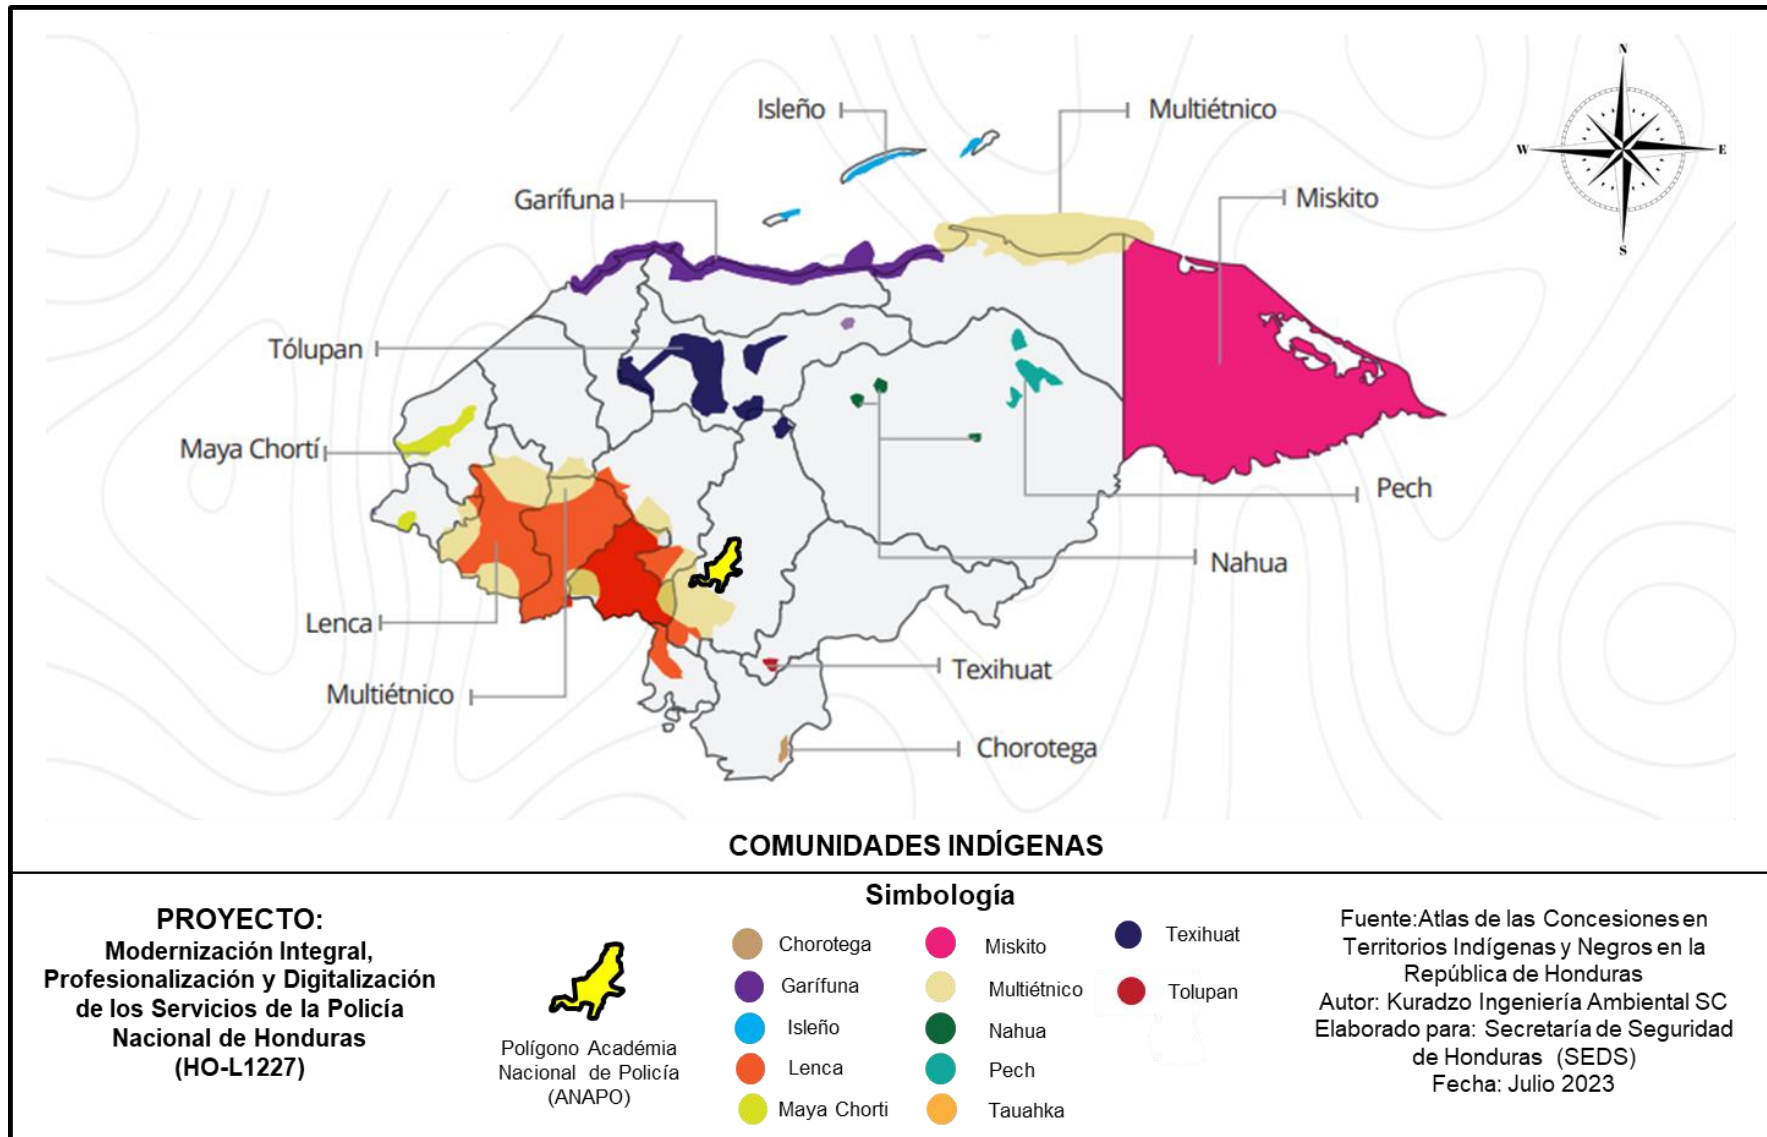 N
W
E
S
Isleño
Multiétnico
Garífuna
Miskito
Tólupan
Maya Chortí
Pech
Nahua
Lenca
Texihuat
Multiétnico
Chorotega
COMUNIDADES INDÍGENAS
PROYECTO:
Modernización Integral,
Profesionalización y Digitalización
de los Servicios de la Policía
Nacional de Honduras
(HO-L1227)
Polígono Académia
Nacional de Policía
(ANAPO)
Simbología
Chorotega
Garífuna
Isleño
Lenca
Maya Chorti
Miskito
Multiétnico
Nahua
Pech
Tauahka
Texihuat
Tolupan
Fuente:Atlas de las Concesiones en
Territorios Indígenas y Negros en la
República de Honduras
Autor: Kuradzo Ingeniería Ambiental SC
Elaborado para: Secretaría de Seguridad
de Honduras (SEDS)
Fecha: Julio 2023